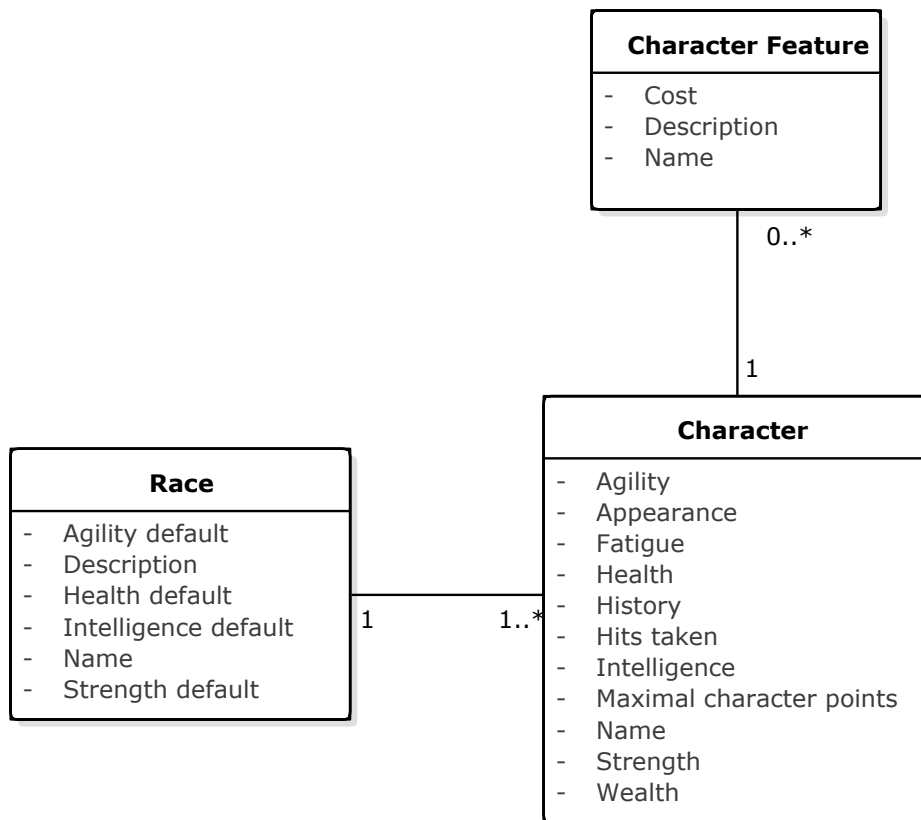 Character Feature
- Cost
- Description
- Name
0..*
1
Character
- Agility
- Appearance
- Fatigue
- Health
- History
- Hits taken
- Intelligence
- Maximal character points
- Name
- Strength
- Wealth
Race
- Agility default
- Description
- Health default
- Intelligence default
- Name
- Strength default
1
1..*